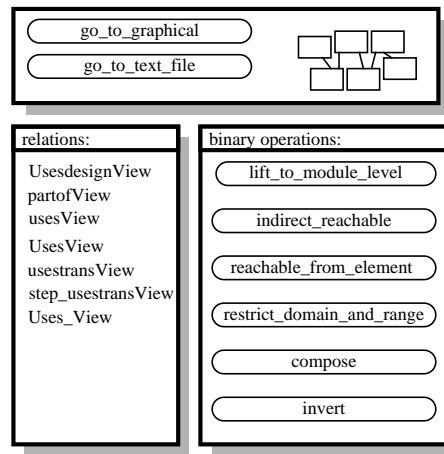 go_to_graphical
go_to_text_file
relations:
UsesdesignView
partofView
usesView
UsesView
usestransView
step_usestransView
Uses_View
binary operations:
lift_to_module_level
indirect_reachable
reachable_from_element
restrict_domain_and_range
compose
invert